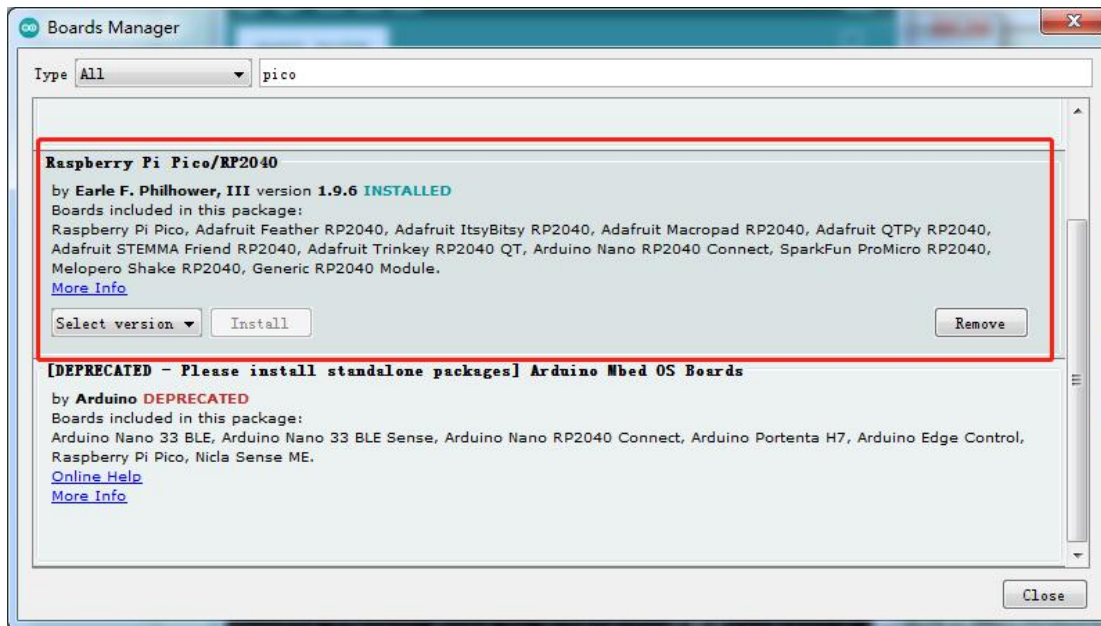 Boards Manager
Type All pico
Raspberry Pi Pico/RP2040
by Earle F. Philhower, III version 1.9.6 INSTALLED
Boards included in this package:
Raspberry Pi Pico, Adafruit Feather RP2040, Adafruit ItsyBitsy RP2040, Adafruit Macropad RP2040, Adafruit QTPy RP2040,
Adafruit STEMMA Friend RP2040, Adafruit Trinkey RP2040 QT, Arduino Nano RP2040 Connect, SparkFun ProMicro RP2040,
Melopero Shake RP2040, Generic RP2040 Module.
More Info
Select version Install Remove
[DEPRECATED - Please install standalone packages] Arduino Mbed OS Boards
by Arduino DEPRECATED
Boards included in this package:
Arduino Nano 33 BLE, Arduino Nano 33 BLE Sense, Arduino Nano RP2040 Connect, Arduino Portenta H7, Arduino Edge Control,
Raspberry Pi Pico, Nicla Sense ME.
Online Help
More Info
Close